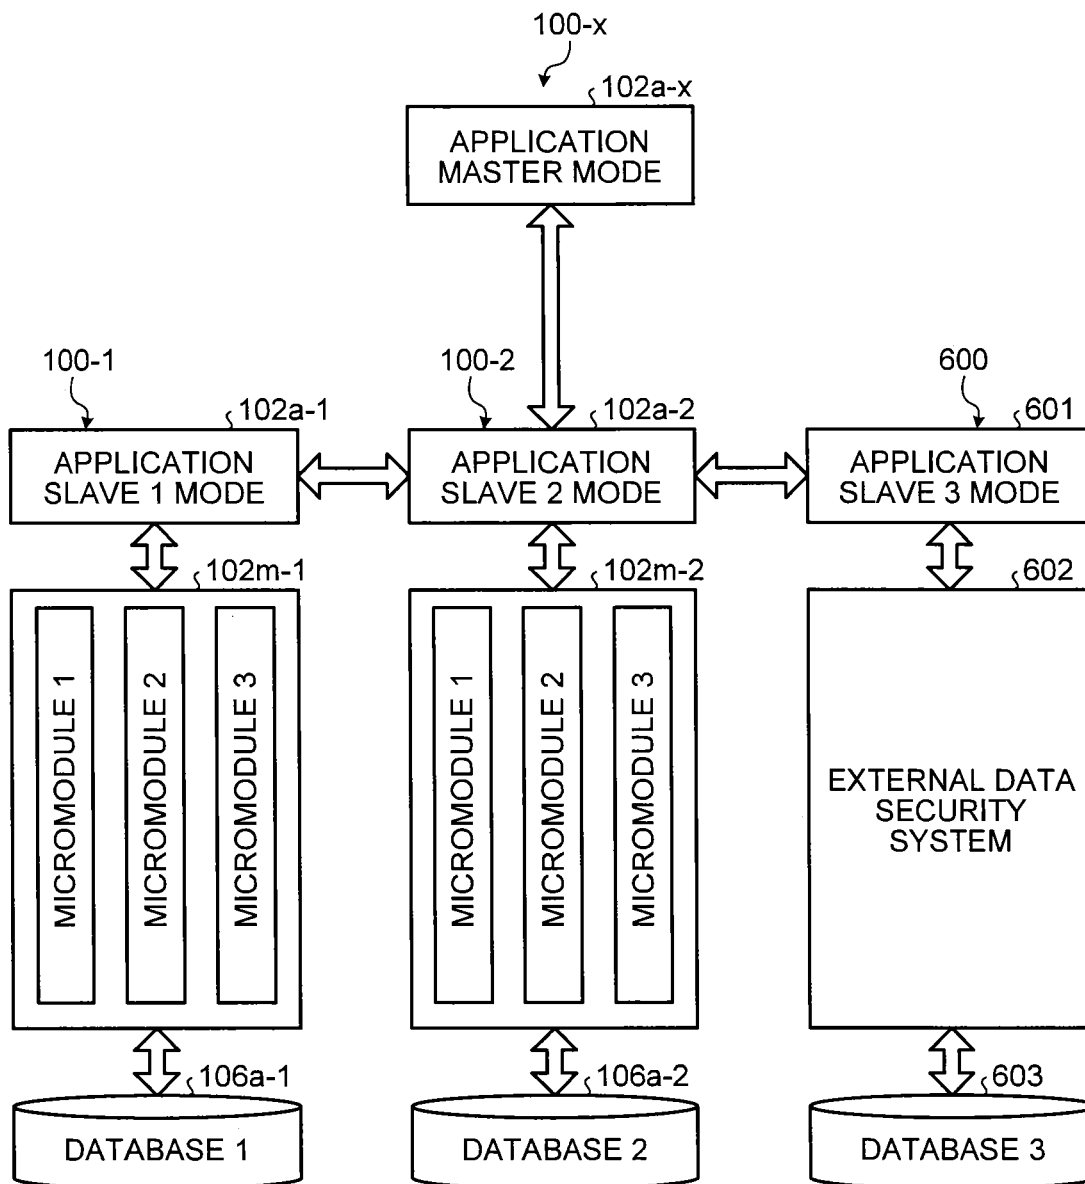 100-x
102a-x
APPLICATION
MASTER MODE
100-1
100-2
600
102a-1
102a-2
601
APPLICATION
SLAVE 1 MODE
APPLICATION
SLAVE 2 MODE
APPLICATION
SLAVE 3 MODE
102m-1
102m-2
602
MICROMODULE 1
MICROMODULE 2
MICROMODULE 3
MICROMODULE 1
MICROMODULE 2
MICROMODULE 3
EXTERNAL DATA
SECURITY
SYSTEM
106a-1
106a-2
603
DATABASE 1
DATABASE 2
DATABASE 3